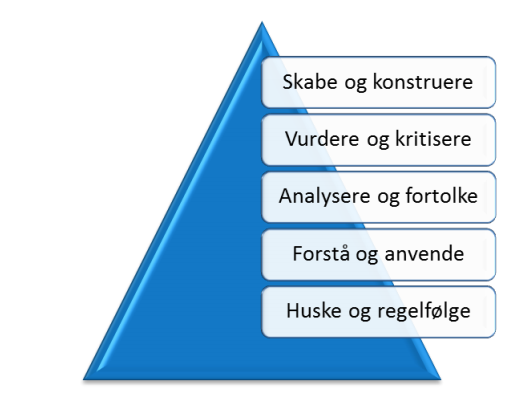 Skabe og konstruere
Vurdere og kritisere
Analysere og fortolke
Forstå og anvende
Huske og regelfølge